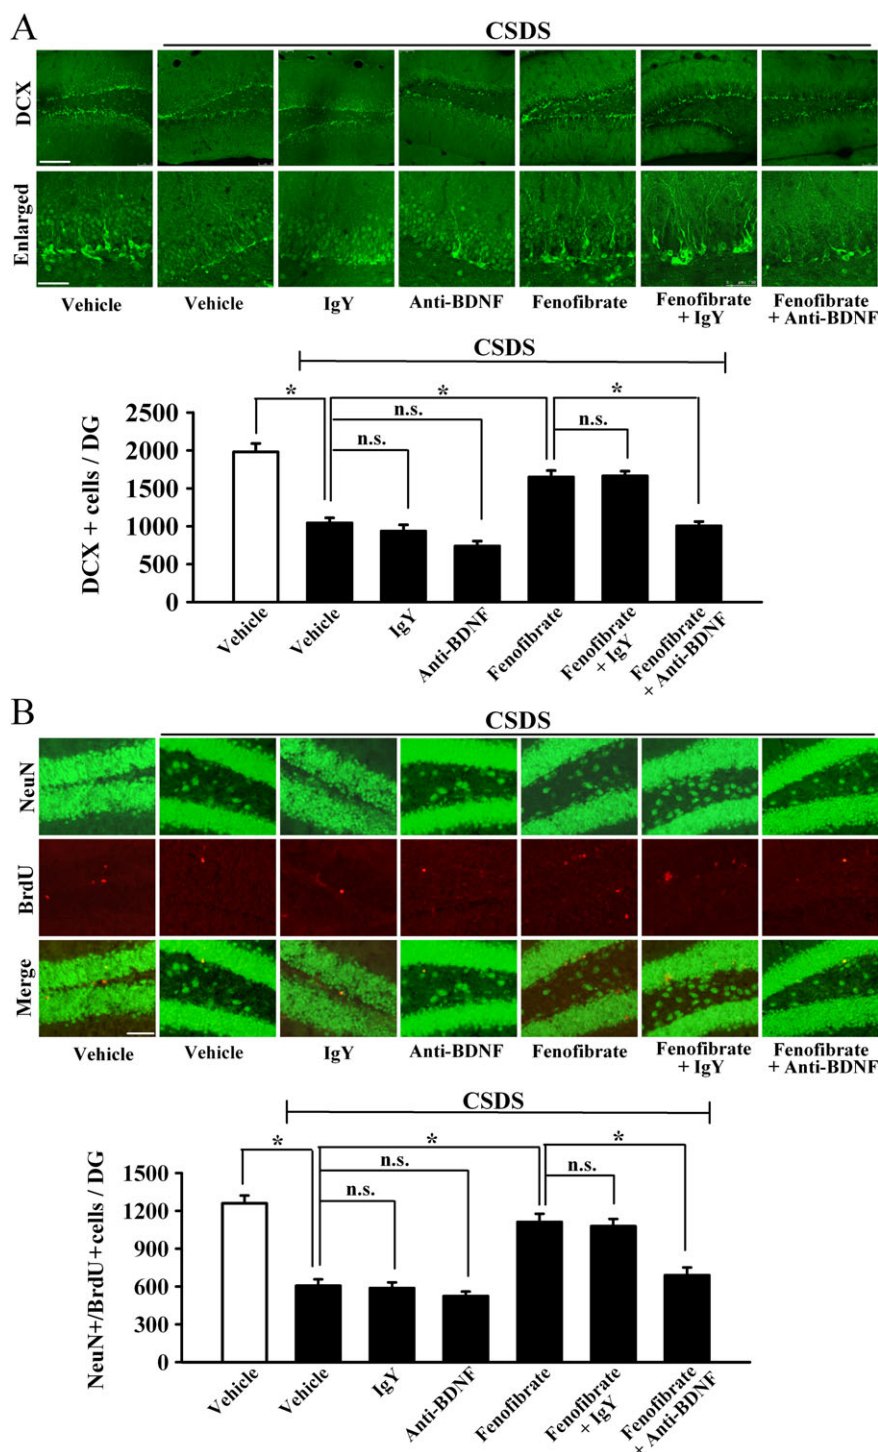 A
CSDS
DCX
Enlarged
Vehicle Vehicle IgY Anti-BDNF Fenofibrate Fenofibrate + IgY Fenofibrate + Anti-BDNF
CSDS
* * *
n.s.
n.s. n.s.
DCX + cells / DG
2500
2000
1500
1000
500
0
Vehicle Vehicle IgY Anti-BDNF Fenofibrate Fenofibrate + IgY Fenofibrate + Anti-BDNF
B
CSDS
NeuN
BrdU
Merge
Vehicle Vehicle IgY Anti-BDNF Fenofibrate Fenofibrate + IgY Fenofibrate + Anti-BDNF
CSDS
* * *
n.s.
n.s. n.s.
NeuN+/BrdU+cells / DG
1500
1200
900
600
300
0
Vehicle Vehicle IgY Anti-BDNF Fenofibrate Fenofibrate + IgY Fenofibrate + Anti-BDNF